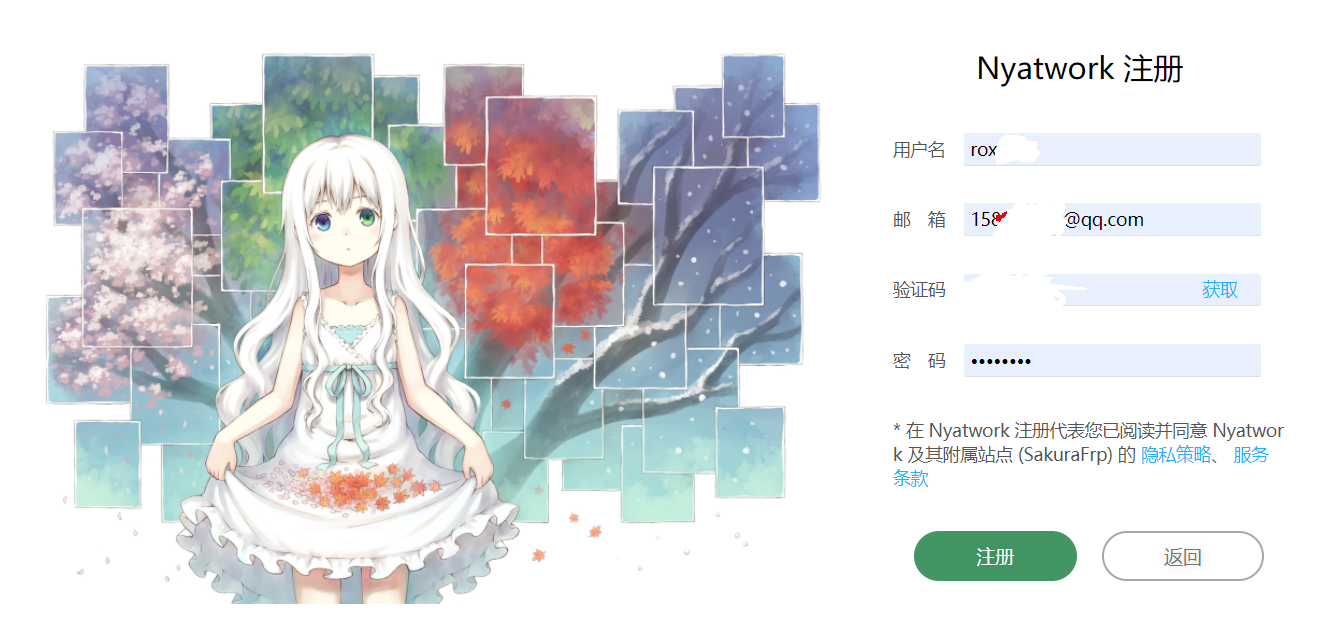 Nyatwork 注册
用户名 rox
邮 箱 158 @qq.com
验证码 获取
密 码 ••••••••
* 在 Nyatwork 注册代表您已阅读并同意 Nyatwor
k 及其附属站点 (SakuraFrp) 的 隐私策略、 服务
条款
注册 返回